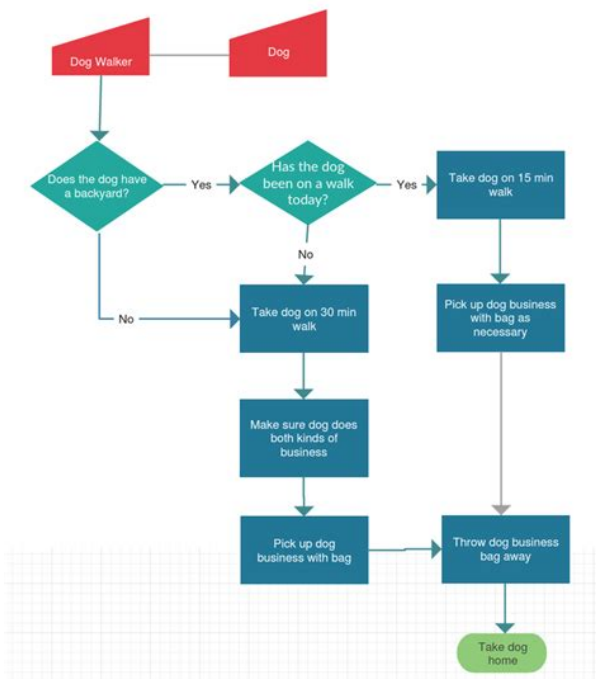 Dog Walker
Dog
Does the dog have
a backyard?
Yes
Has the dog
been on a walk
today?
Yes
Take dog on 15 min
walk
No
No
Take dog on 30 min
walk
Pick up dog business
with bag as
necessary
Make sure dog does
both kinds of
business
Pick up dog
business with bag
Throw dog business
bag away
Take dog
home